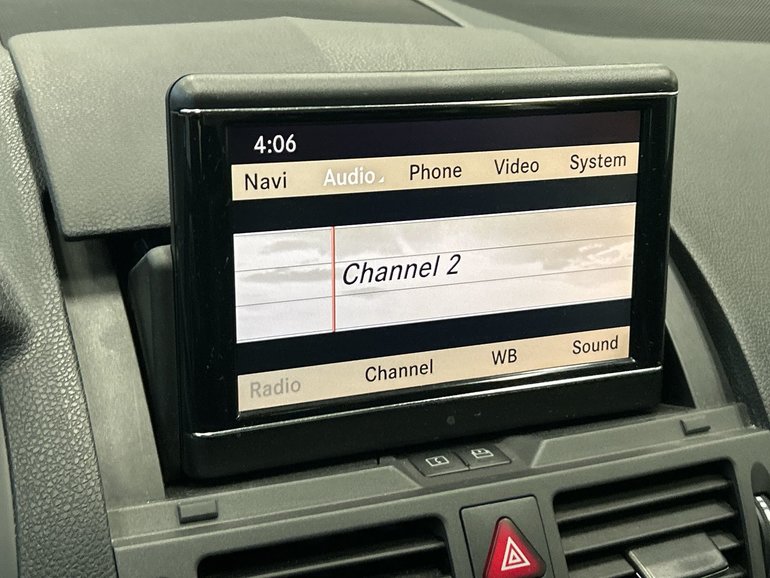 4:06
Navi Audio Phone Video System
Channel 2
Radio Channel WB Sound